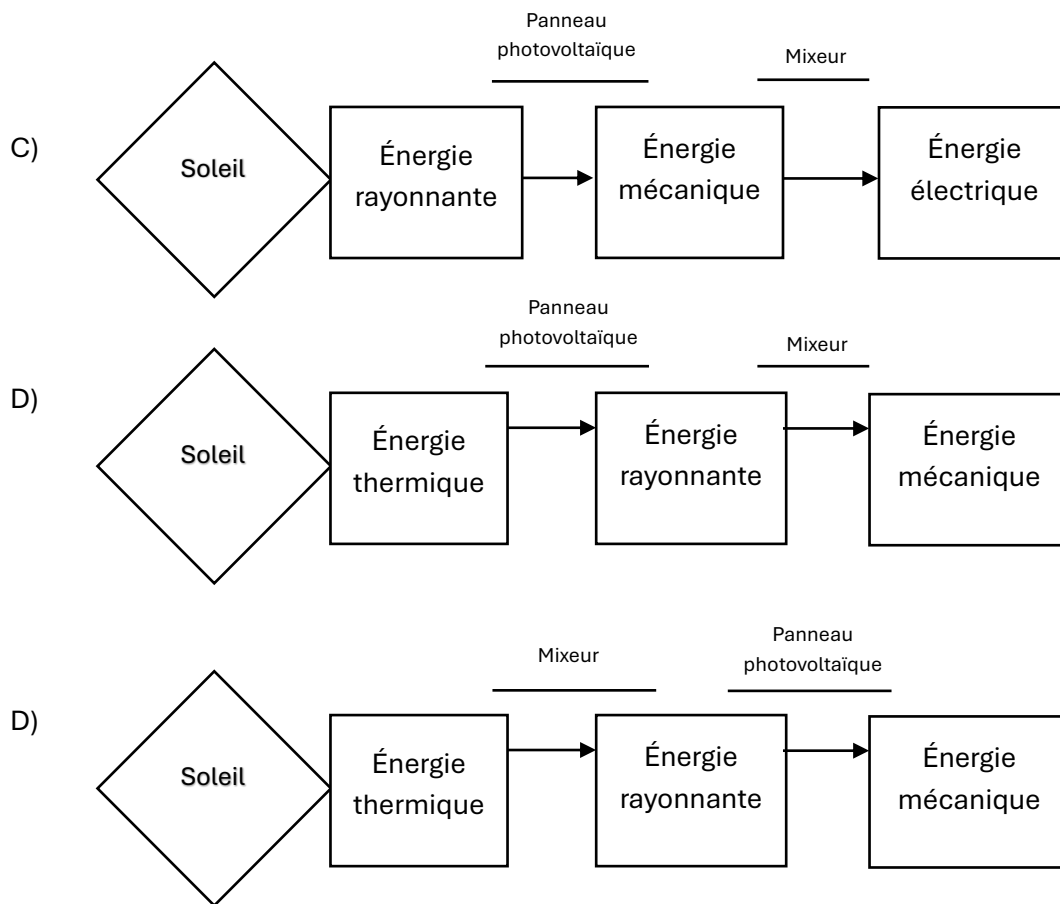 Panneau
photovoltaïque
Mixeur
C)
Soleil
Énergie
rayonnante
Énergie
mécanique
Énergie
électrique
Panneau
photovoltaïque
Mixeur
D)
Soleil
Énergie
thermique
Énergie
rayonnante
Énergie
mécanique
Mixeur
Panneau
photovoltaïque
D)
Soleil
Énergie
thermique
Énergie
rayonnante
Énergie
mécanique